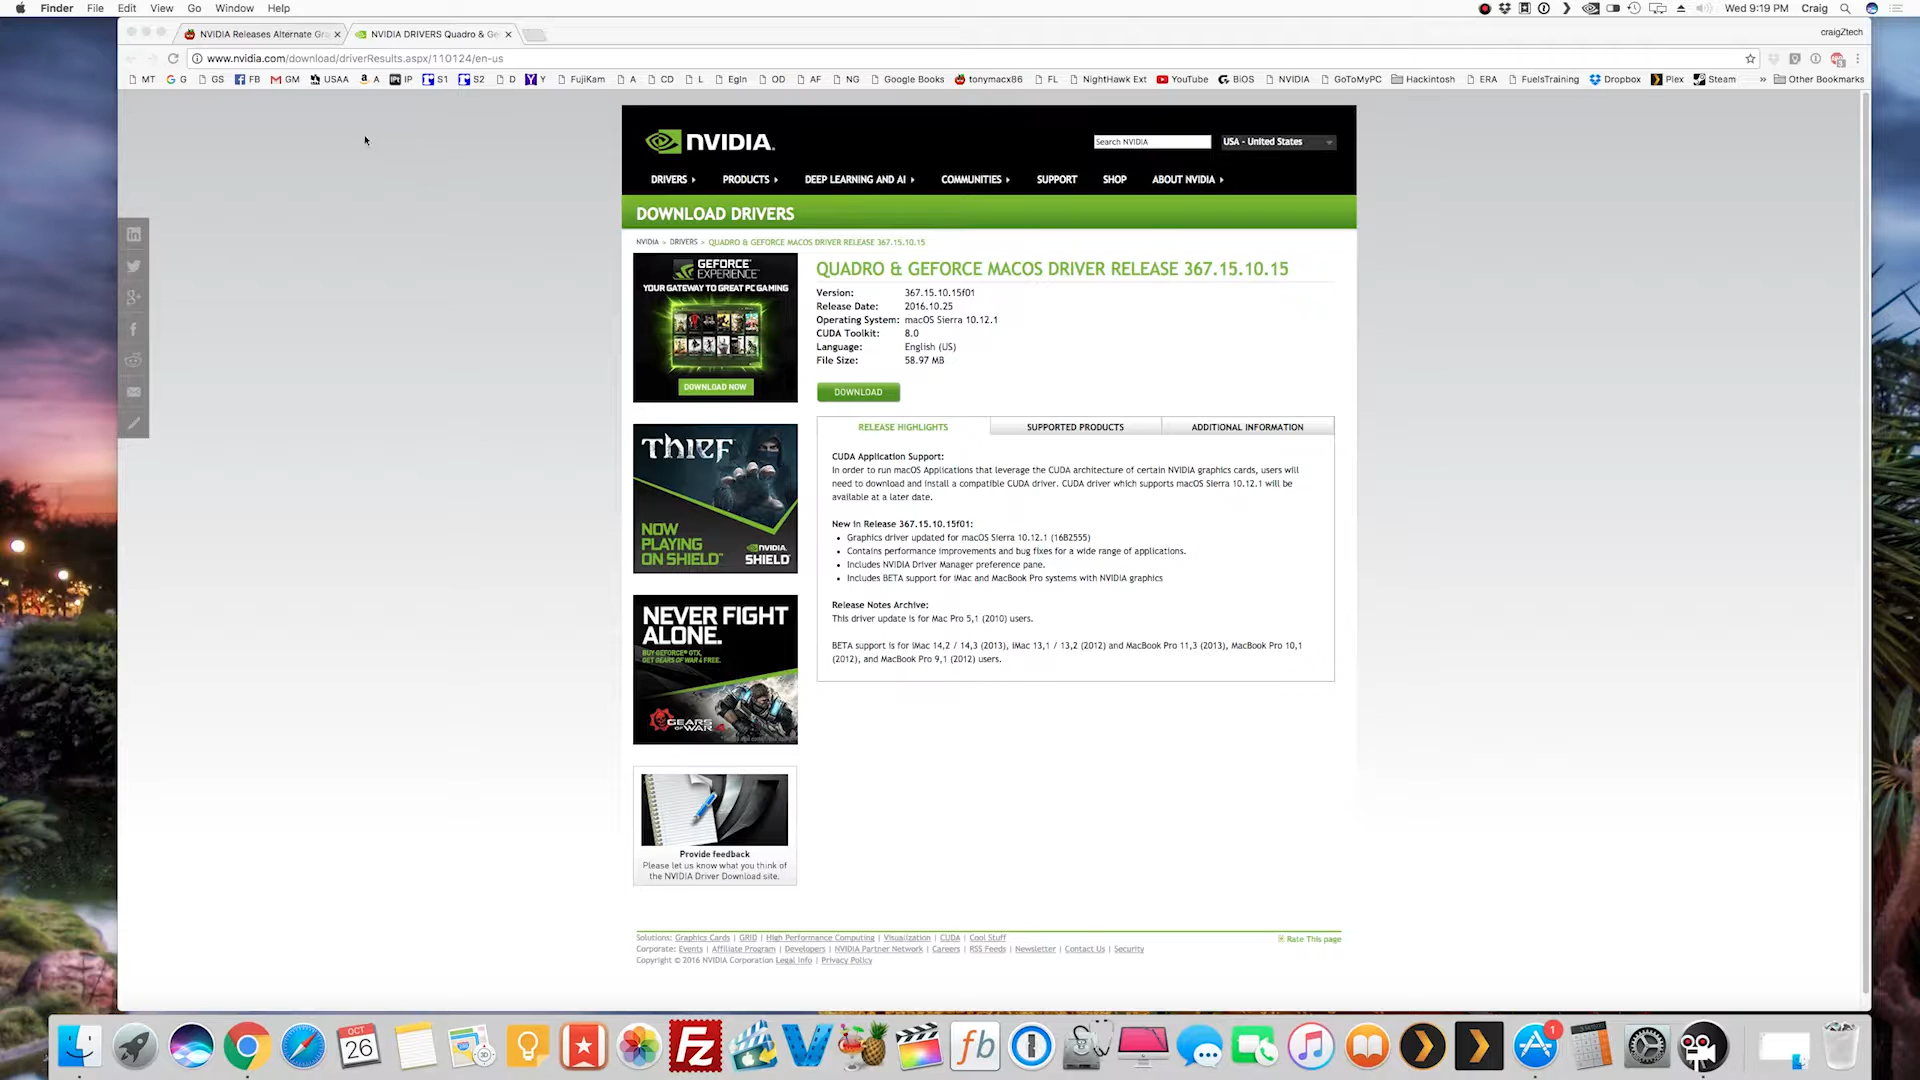 Finder File Edit View Go Window Help
Wed 9:19 PM Craig
NVIDIA Releases Alternate Gra
NVIDIA DRIVERS Quadro & Ge
craigZtech
www.nvidia.com/download/driverResults.aspx/110124/en-us
MT G GS FB GM USAA A IP S1 S2 D Y FujiKam A CD L EgIn OD AF NG Google Books tonymacx86 FL NightHawk Ext YouTube BiOS NVIDIA GoToMyPC Hackintosh ERA FuelsTraining Dropbox Plex Steam » Other Bookmarks
NVIDIA.
Search NVIDIA
USA - United States
DRIVERS PRODUCTS DEEP LEARNING AND AI COMMUNITIES SUPPORT SHOP ABOUT NVIDIA
DOWNLOAD DRIVERS
NVIDIA > DRIVERS > QUADRO & GEFORCE MACOS DRIVER RELEASE 367.15.10.15
GEFORCE
EXPERIENCE
YOUR GATEWAY TO GREAT PC GAMING
DOWNLOAD NOW
QUADRO & GEFORCE MACOS DRIVER RELEASE 367.15.10.15
Version: 367.15.10.15f01
Release Date: 2016.10.25
Operating System: macOS Sierra 10.12.1
CUDA Toolkit: 8.0
Language: English (US)
File Size: 58.97 MB
DOWNLOAD
RELEASE HIGHLIGHTS
SUPPORTED PRODUCTS
ADDITIONAL INFORMATION
CUDA Application Support:
In order to run macOS Applications that leverage the CUDA architecture of certain NVIDIA graphics cards, users will
need to download and install a compatible CUDA driver. CUDA driver which supports macOS Sierra 10.12.1 will be
available at a later date.
New in Release 367.15.10.15f01:
• Graphics driver updated for macOS Sierra 10.12.1 (16B2555)
• Contains performance improvements and bug fixes for a wide range of applications.
• Includes NVIDIA Driver Manager preference pane.
• Includes BETA support for iMac and MacBook Pro systems with NVIDIA graphics
Release Notes Archive:
This driver update is for Mac Pro 5,1 (2010) users.
BETA support is for iMac 14,2 / 14,3 (2013), iMac 13,1 / 13,2 (2012) and MacBook Pro 11,3 (2013), MacBook Pro 10,1
(2012), and MacBook Pro 9,1 (2012) users.
THIEF
NOW
PLAYING
ON SHIELD
NVIDIA.
SHIELD
NEVER FIGHT
ALONE.
BUY GEFORCE® GTX,
GET GEARS OF WAR 4 FREE.
GEARS
OF WAR 4
Provide feedback
Please let us know what you think of
the NVIDIA Driver Download site.
Solutions: Graphics Cards | GRID | High Performance Computing | Visualization | CUDA | Cool Stuff
Rate This page
Corporate: Events | Affiliate Program | Developers | NVIDIA Partner Network | Careers | RSS Feeds | Newsletter | Contact Us | Security
Copyright © 2016 NVIDIA Corporation Legal Info | Privacy Policy
OCT
26
3D
Fz
fb
1